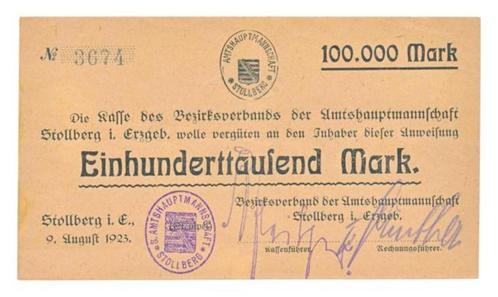 № 3674
AMTSHAUPTMANNSCHAFT STOLLBERG
100.000 Mark
Die Kasse des Bezirksverbands der Amtshauptmannschaft
Stollberg i. Erzgeb. wolle vergüten an den Inhaber dieser Anweisung
Einhunderttausend Mark.
Bezirksverband der Amtshauptmannschaft
Stollberg i. Erzgeb.
Stollberg i. E.,
9. August 1923.
S. AMTSHAUPTMANNSCHAFT STOLLBERG
Kassenführer.
Rechnungsführer.